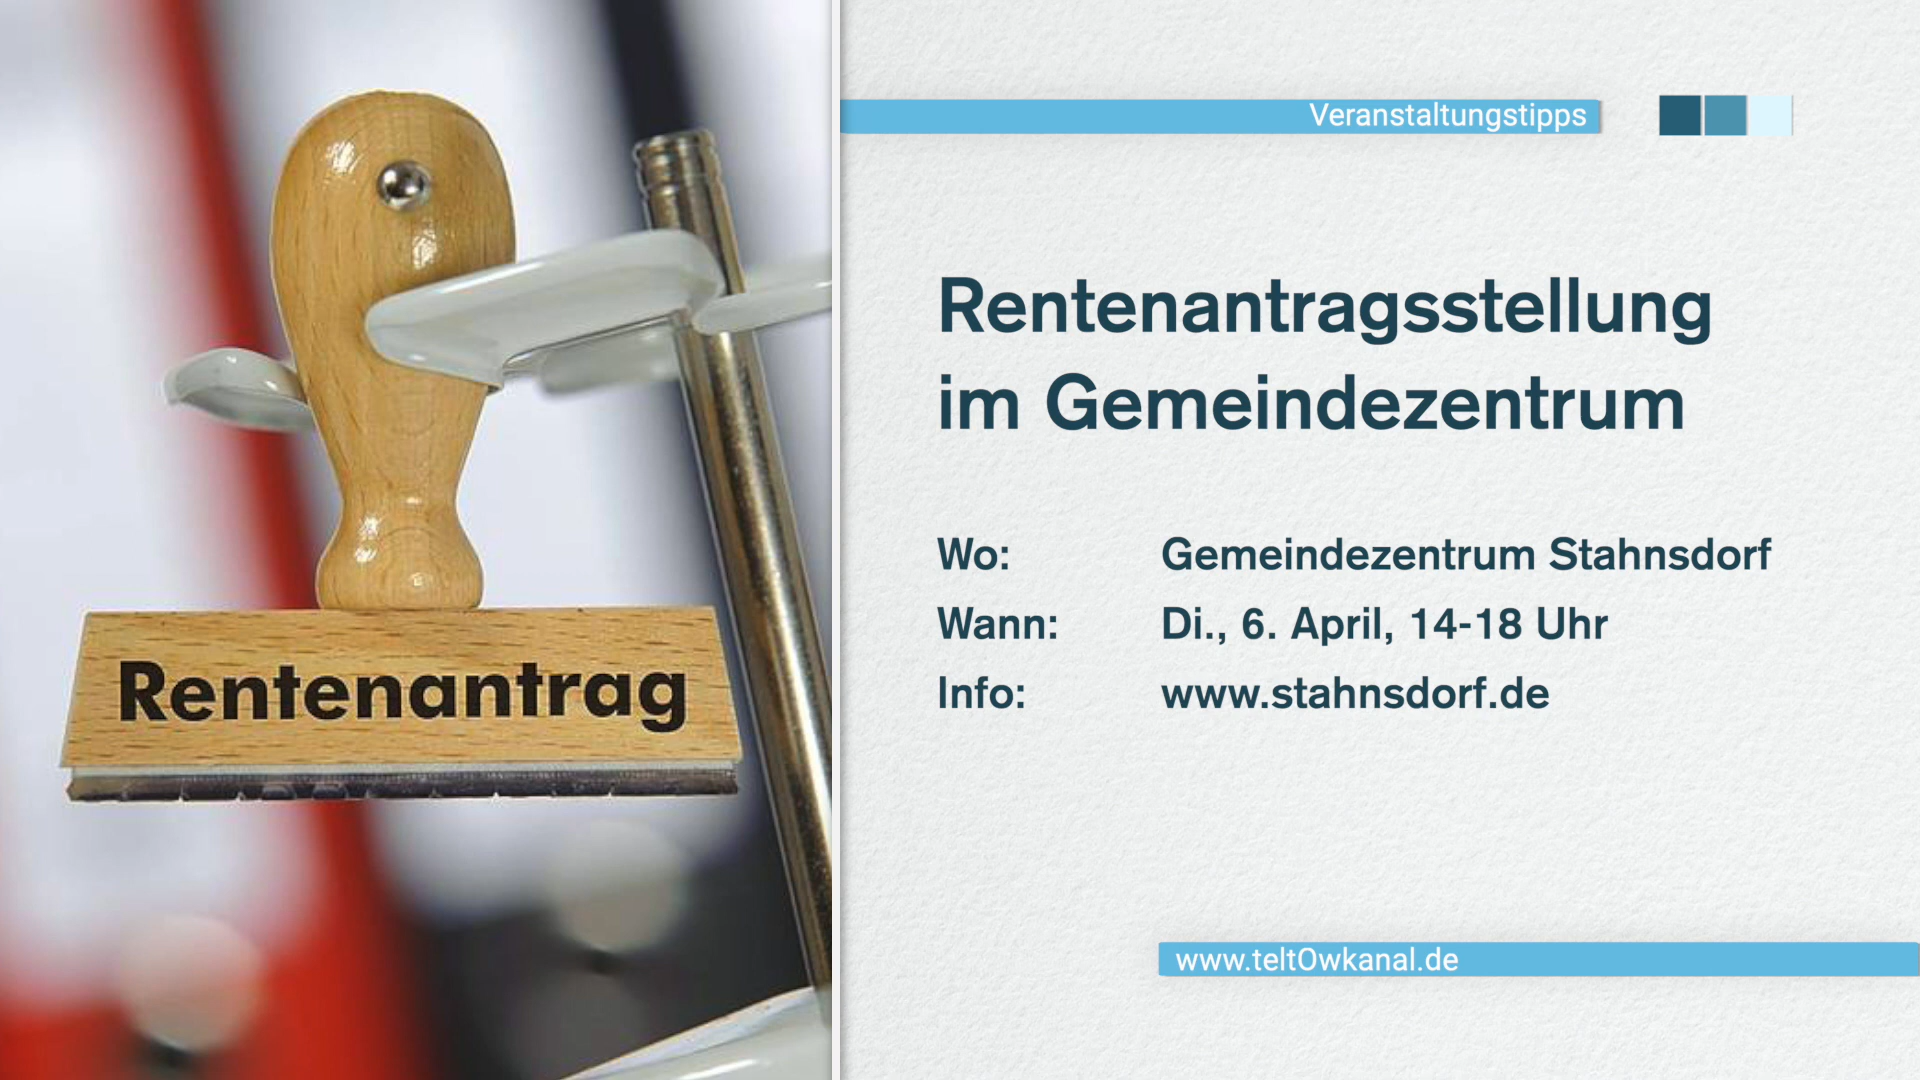 Rentenantrag
Veranstaltungstipps
Rentenantragsstellung
im Gemeindezentrum
Wo: Gemeindezentrum Stahnsdorf
Wann: Di., 6. April, 14-18 Uhr
Info: www.stahnsdorf.de
www.teltOwkanal.de